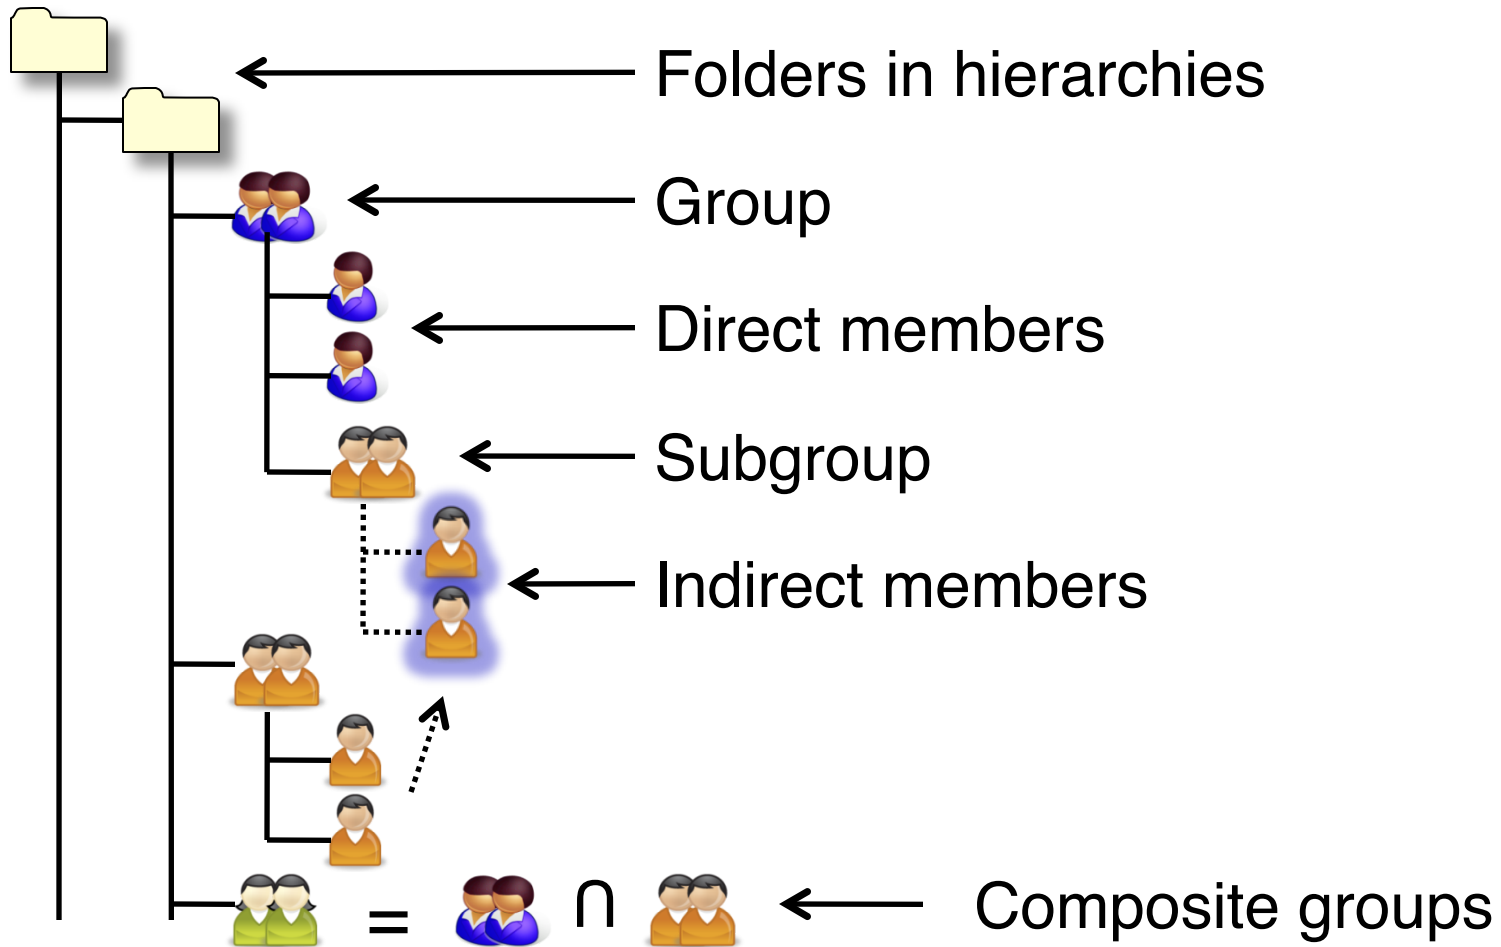 Folders in hierarchies
Group
Direct members
Subgroup
Indirect members
= ∩ Composite groups